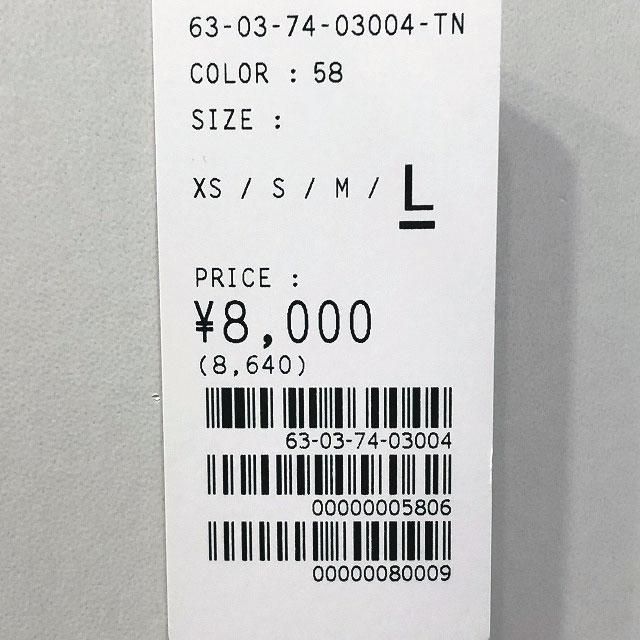 63-03-74-03004-TN
COLOR : 58
SIZE :
XS / S / M / L
PRICE :
¥8,000
(8,640)
63-03-74-03004
00000005806
00000080009